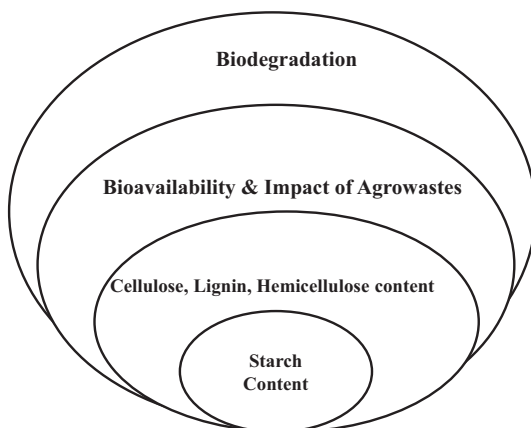 Biodegradation
Bioavailability & Impact of Agrowastes
Cellulose, Lignin, Hemicellulose content
Starch
Content